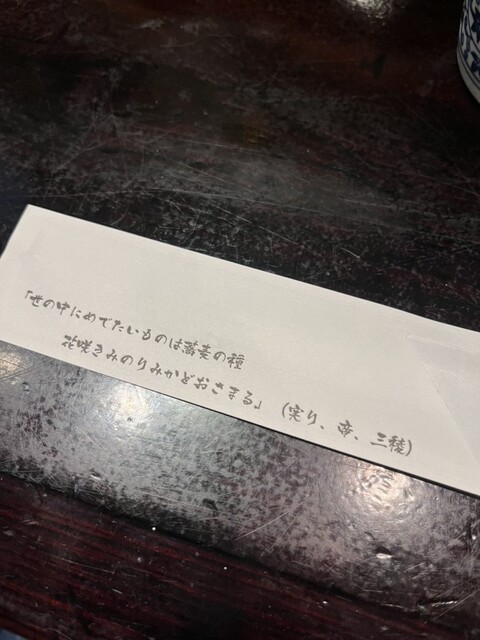 「世の中にめでたいものは蕎麦の種
花咲きみのりみかどおさまる」 (実り、帝、三稜)